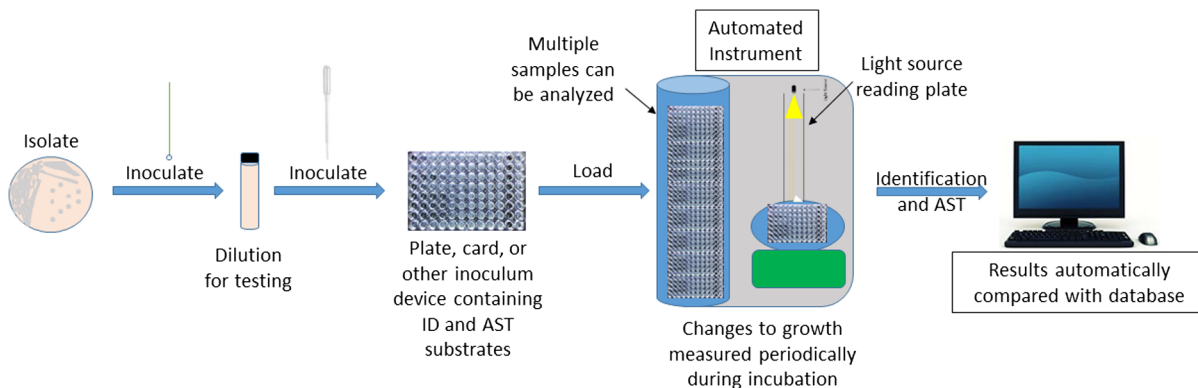 Isolate
Inoculate
Dilution
for testing
Inoculate
Plate, card, or
other inoculum
device containing
ID and AST
substrates
Load
Multiple
samples can
be analyzed
Automated
Instrument
Light source
reading plate
Changes to growth
measured periodically
during incubation
Identification
and AST
Results automatically
compared with database